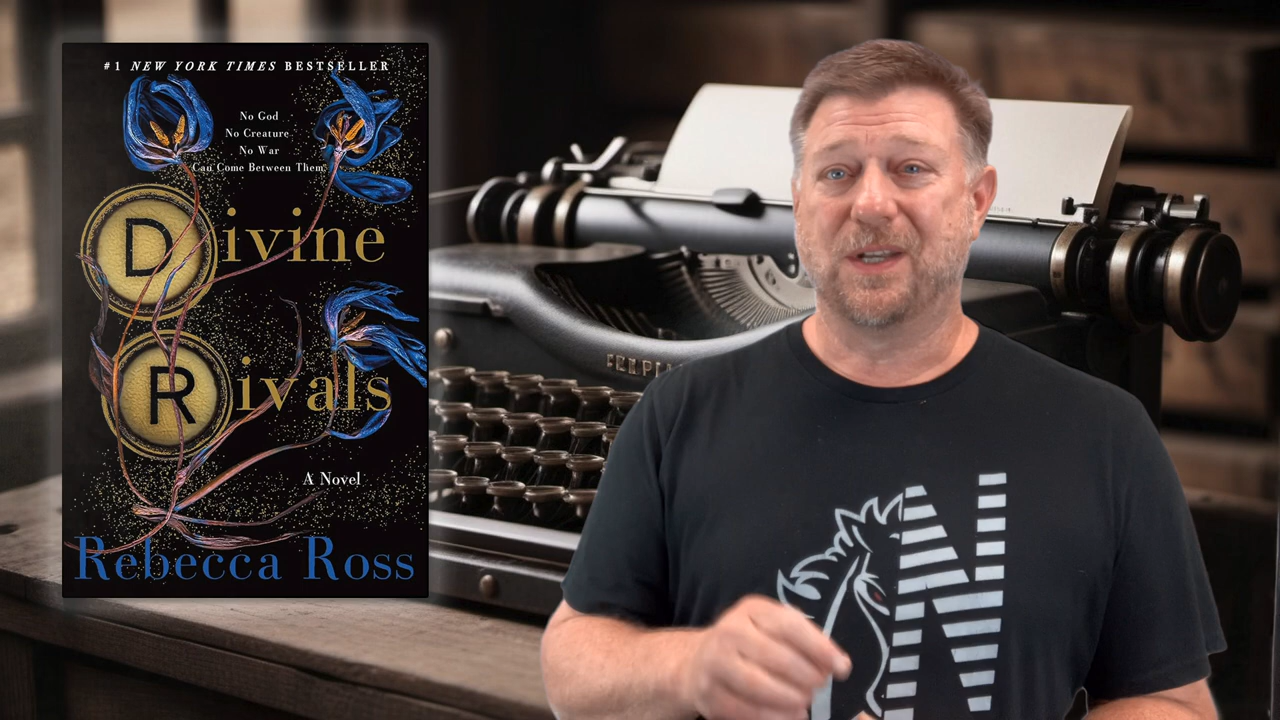 #1 NEW YORK TIMES BESTSELLER
No God
No Creature
No War
Can Come Between Them
Divine
Rivals
A Novel
Rebecca Ross
N